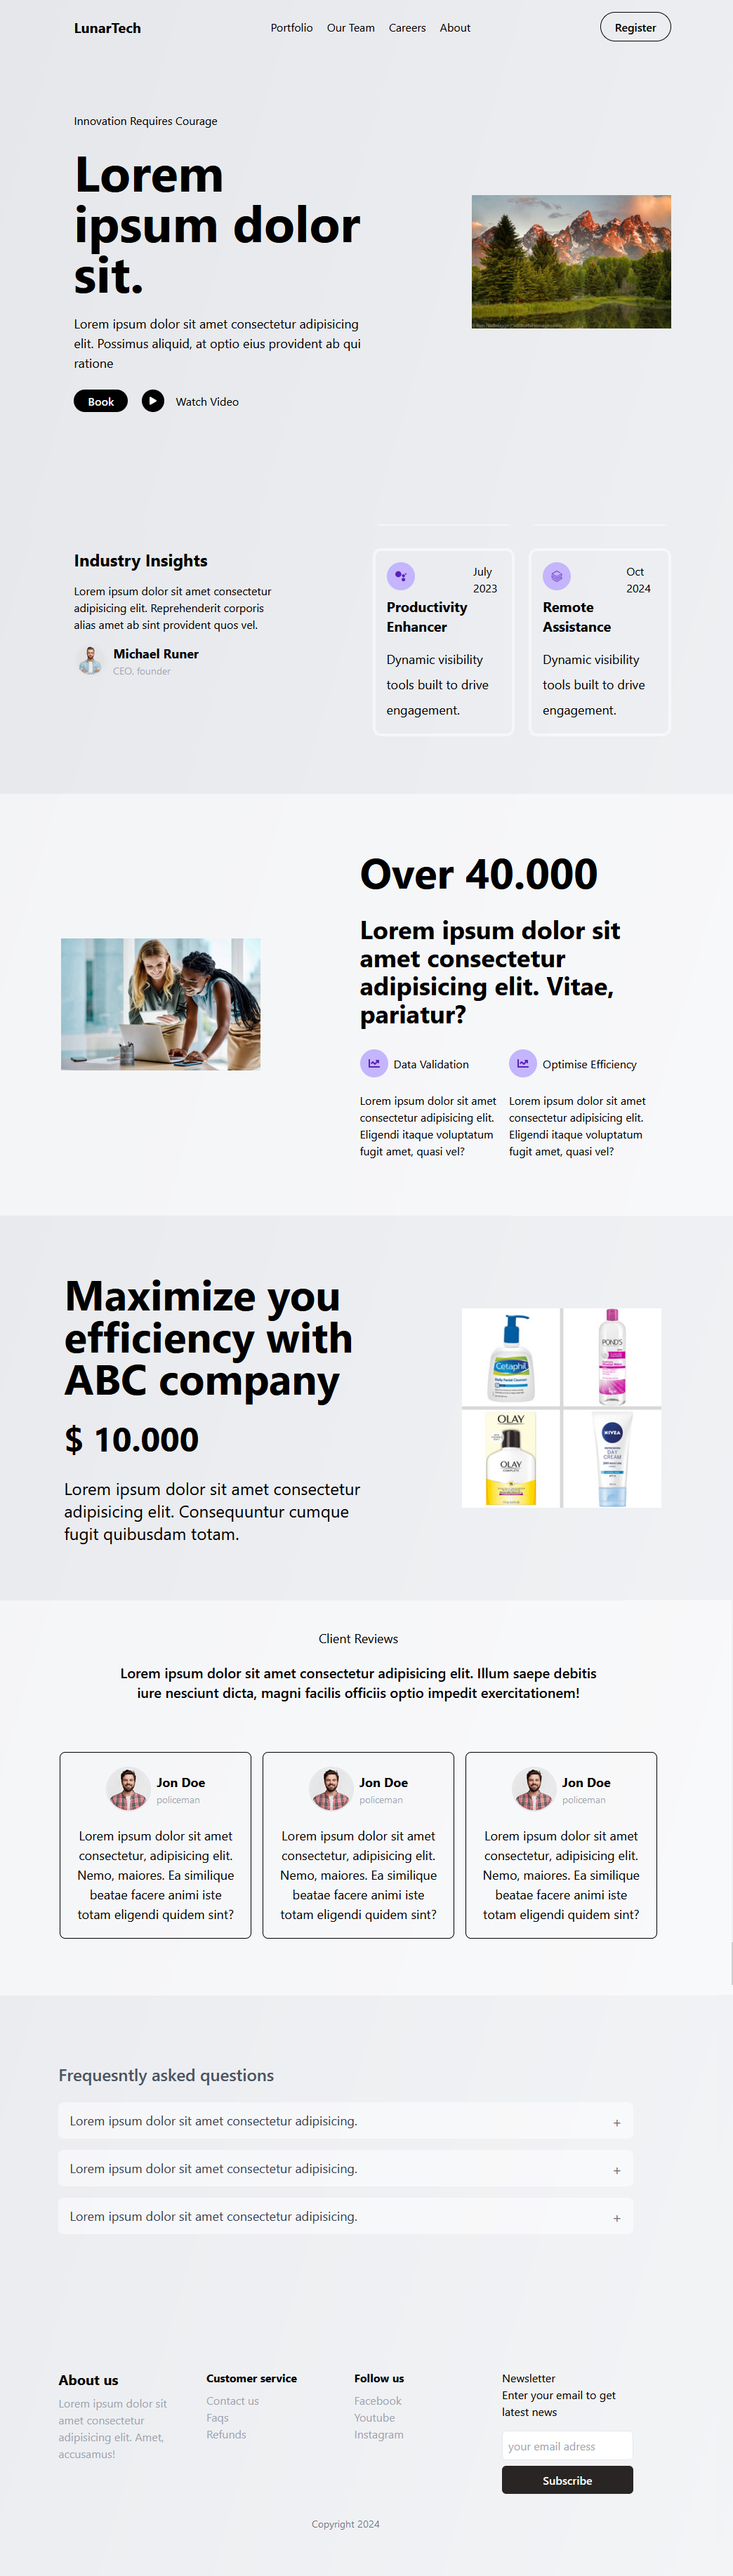 LunarTech
Portfolio Our Team Careers About
Register
Innovation Requires Courage
Lorem
ipsum dolor
sit.
Lorem ipsum dolor sit amet consectetur adipisicing
elit. Possimus aliquid, at optio eius provident ab qui
ratione
Book
Watch Video
Industry Insights
Lorem ipsum dolor sit amet consectetur
adipisicing elit. Reprehenderit corporis
alias amet ab sint provident quos vel.
Michael Runer
CEO, founder
July
2023
Productivity
Enhancer
Dynamic visibility
tools built to drive
engagement.
Oct
2024
Remote
Assistance
Dynamic visibility
tools built to drive
engagement.
Over 40.000
Lorem ipsum dolor sit
amet consectetur
adipisicing elit. Vitae,
pariatur?
Data Validation
Lorem ipsum dolor sit amet
consectetur adipisicing elit.
Eligendi itaque voluptatum
fugit amet, quasi vel?
Optimise Efficiency
Lorem ipsum dolor sit amet
consectetur adipisicing elit.
Eligendi itaque voluptatum
fugit amet, quasi vel?
Maximize you
efficiency with
ABC company
$ 10.000
Lorem ipsum dolor sit amet consectetur
adipisicing elit. Consequuntur cumque
fugit quibusdam totam.
Cetaphil
POND'S
OLAY
OLAY
NIVEA
DAY
CREAM
Client Reviews
Lorem ipsum dolor sit amet consectetur adipisicing elit. Illum saepe debitis
iure nesciunt dicta, magni facilis officiis optio impedit exercitationem!
Jon Doe
policeman
Lorem ipsum dolor sit amet
consectetur, adipisicing elit.
Nemo, maiores. Ea similique
beatae facere animi iste
totam eligendi quidem sint?
Jon Doe
policeman
Lorem ipsum dolor sit amet
consectetur, adipisicing elit.
Nemo, maiores. Ea similique
beatae facere animi iste
totam eligendi quidem sint?
Jon Doe
policeman
Lorem ipsum dolor sit amet
consectetur, adipisicing elit.
Nemo, maiores. Ea similique
beatae facere animi iste
totam eligendi quidem sint?
Frequesntly asked questions
Lorem ipsum dolor sit amet consectetur adipisicing. +
Lorem ipsum dolor sit amet consectetur adipisicing. +
Lorem ipsum dolor sit amet consectetur adipisicing. +
About us
Lorem ipsum dolor sit
amet consectetur
adipisicing elit. Amet,
accusamus!
Customer service
Contact us
Faqs
Refunds
Follow us
Facebook
Youtube
Instagram
Newsletter
Enter your email to get
latest news
your email adress
Subscribe
Copyright 2024